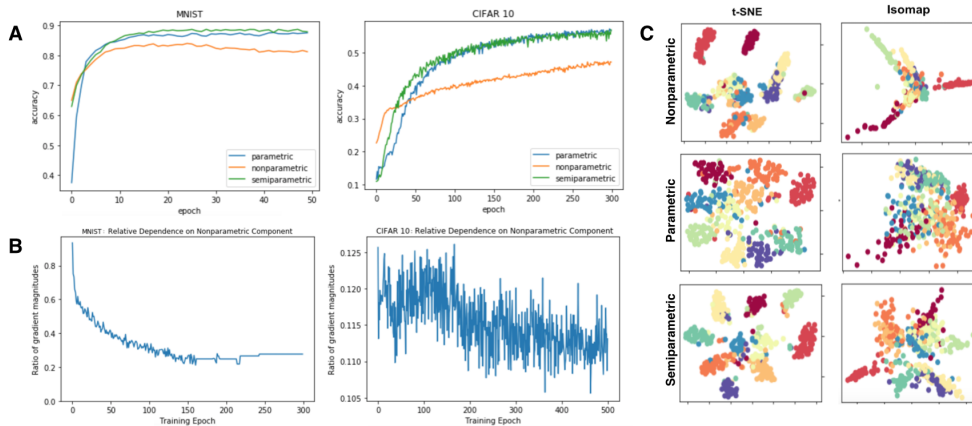 A
MNIST
accuracy
0.9
0.8
0.7
0.6
0.5
0.4
0 10 20 30 40 50
epoch
parametric
nonparametric
semiparametric
CIFAR 10
accuracy
0.5
0.4
0.3
0.2
0.1
0 50 100 150 200 250 300
epoch
parametric
nonparametric
semiparametric
B
MNIST : Relative Dependence on Nonparametric Component
Ratio of gradient magnitudes
0.8
0.6
0.4
0.2
0.0
0 50 100 150 200 250 300
Training Epoch
CIFAR 10 : Relative Dependence on Nonparametric Component
Ratio of gradient magnitudes
0.125
0.120
0.115
0.110
0.105
0 100 200 300 400 500
Training Epoch
C
t-SNE
Isomap
Nonparametric
Parametric
Semiparametric